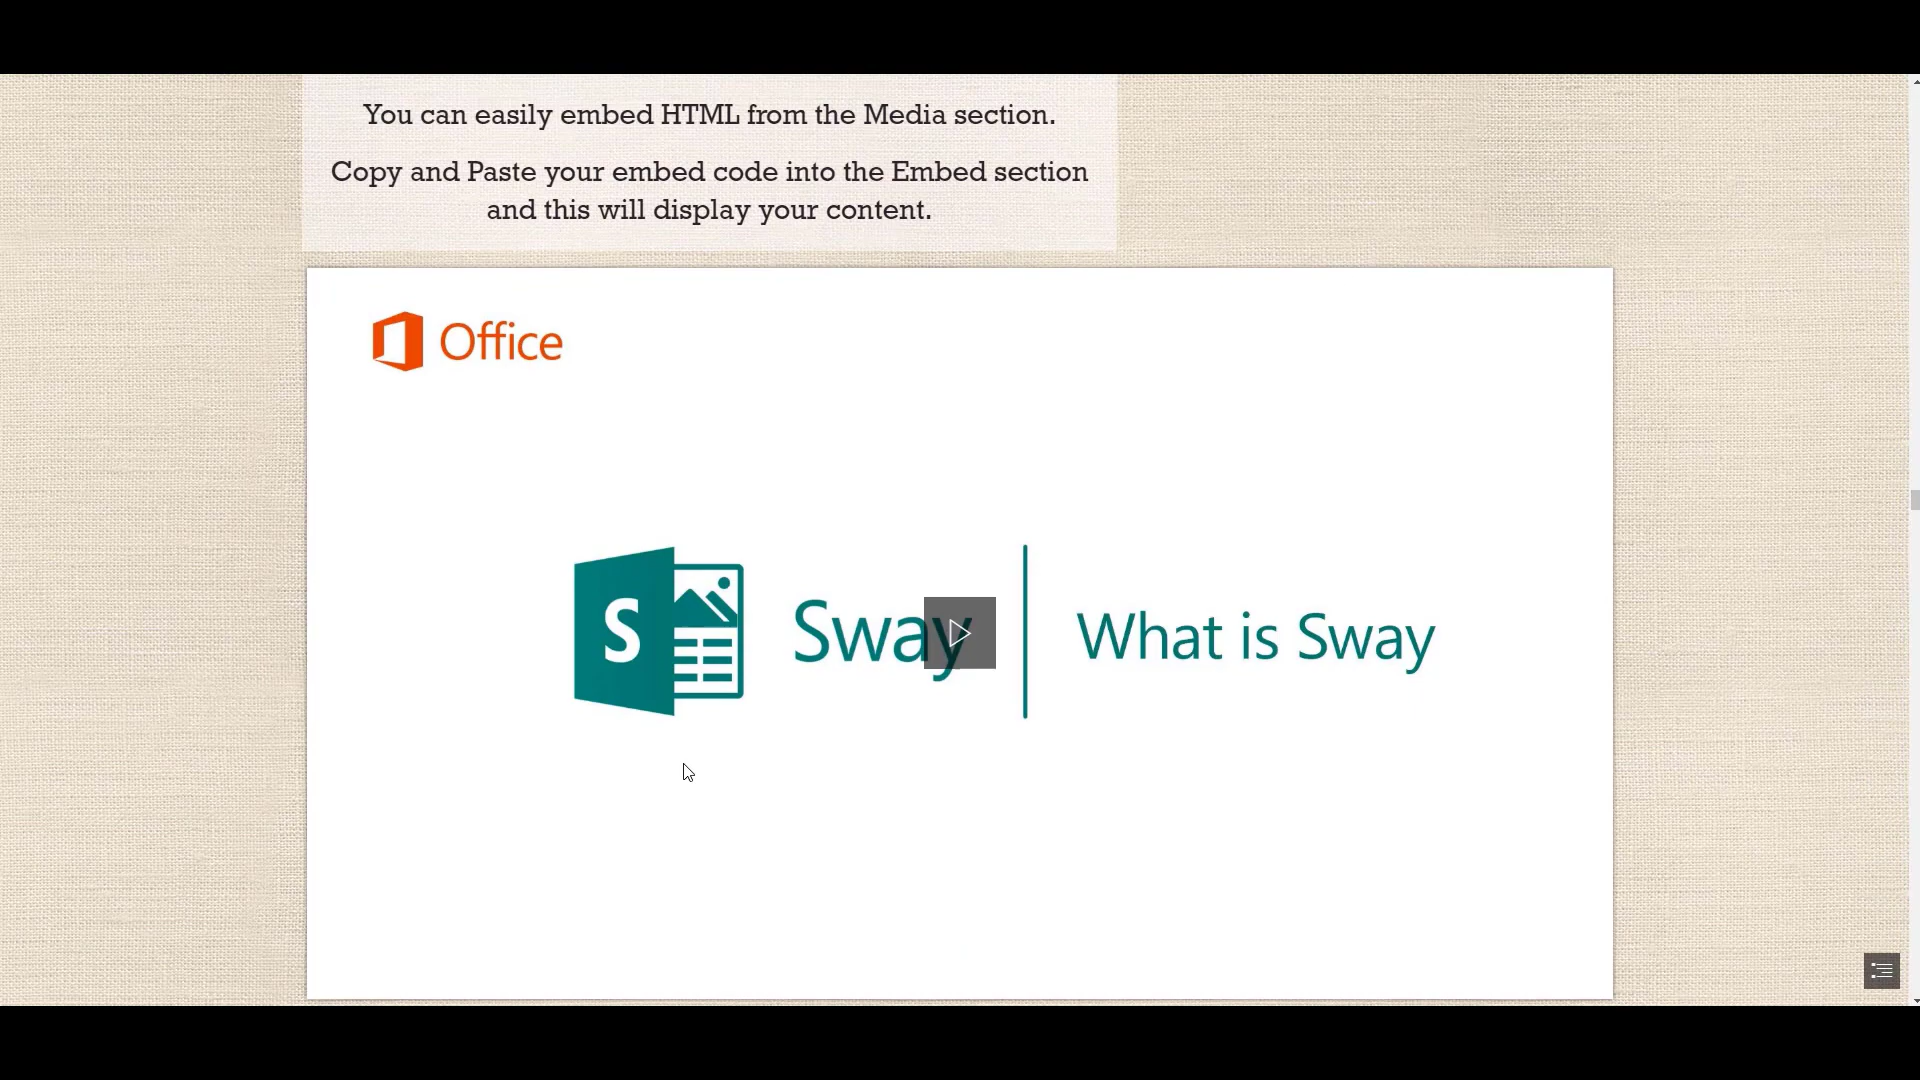 You can easily embed HTML from the Media section.
Copy and Paste your embed code into the Embed section
and this will display your content.
Office
S
Sway
What is Sway